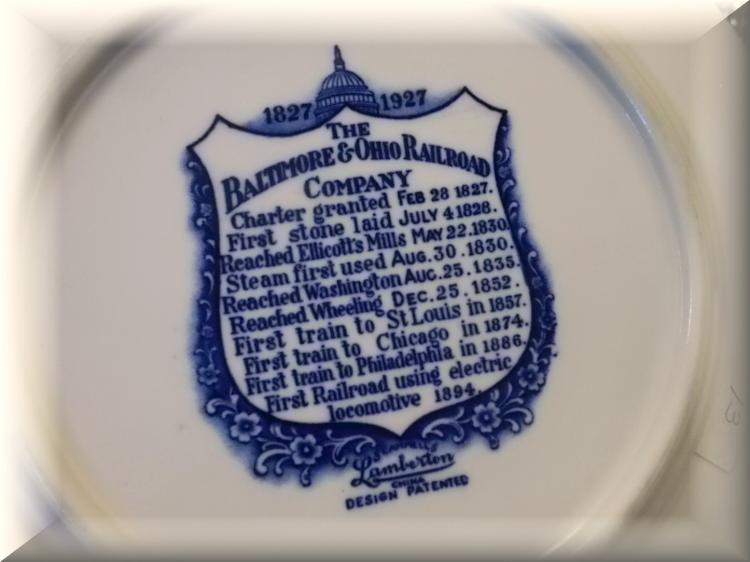 1827 1927
THE
BALTIMORE & OHIO RAILROAD
COMPANY
Charter granted FEB 28 1827.
First stone laid JULY 4 1828.
Reached Ellicott's Mills MAY 22. 1830.
Steam first used AUG. 30. 1830.
Reached Washington AUG. 25. 1835.
Reached Wheeling DEC. 25. 1852.
First train to St Louis in 1857.
First train to Chicago in 1874.
First train to Philadelphia in 1886.
First Railroad using electric
locomotive 1894.
Lamberton
CHINA
DESIGN PATENTED